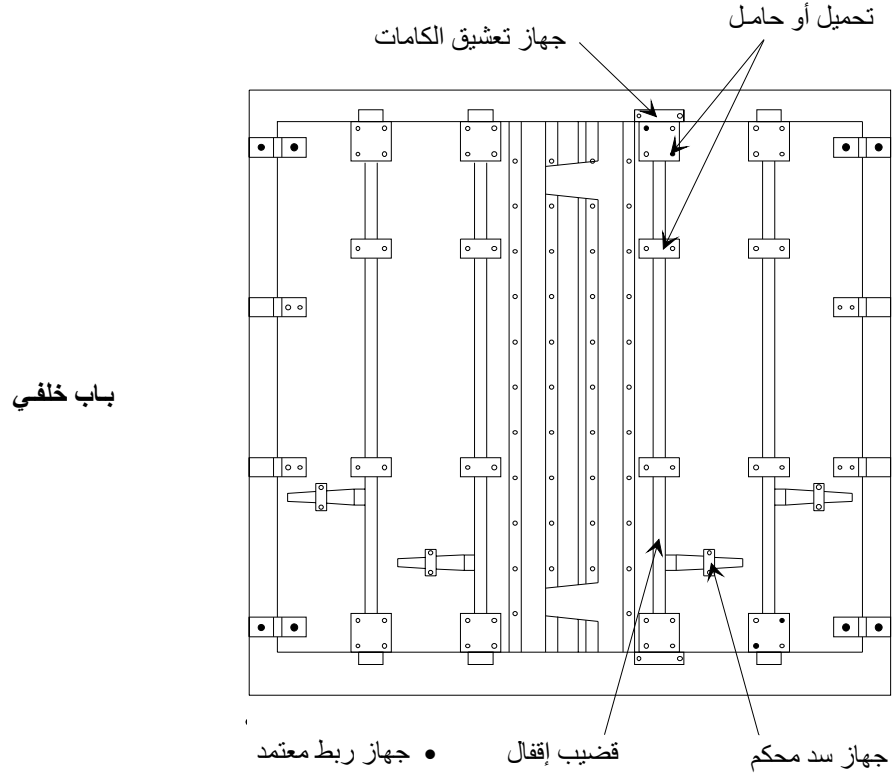 تحميل أو حامل
جهاز تعشيق الكامات
باب خلفي
جهاز سد محكم
قضيب إقفال
• جهاز ربط معتمد